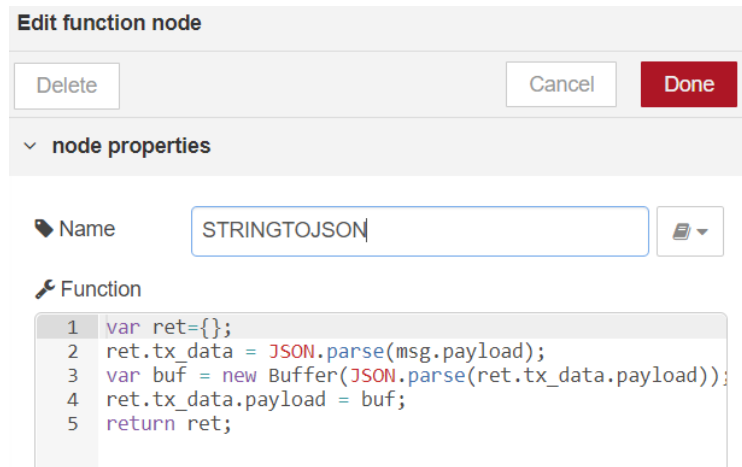 Edit function node
Delete Cancel Done
node properties
Name STRINGTOJSON
Function
1 var ret={};
2 ret.tx_data = JSON.parse(msg.payload);
3 var buf = new Buffer(JSON.parse(ret.tx_data.payload));
4 ret.tx_data.payload = buf;
5 return ret;